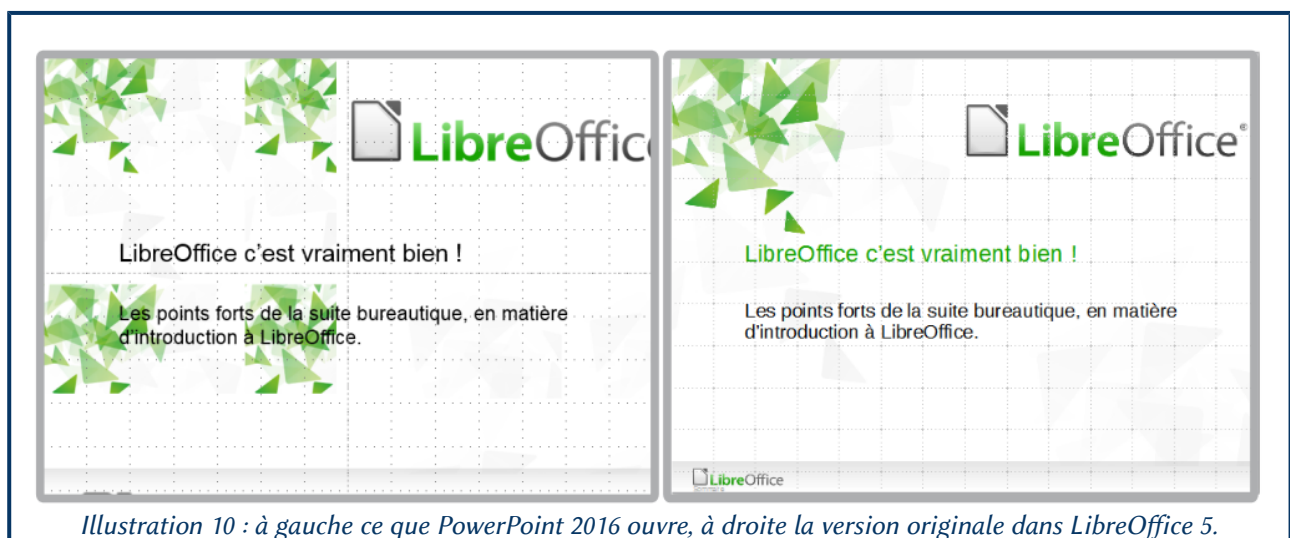 LibreOffic
LibreOffice c'est vraiment bien !
Les points forts de la suite bureautique, en matière
d'introduction à LibreOffice.
LibreOffice®
LibreOffice c'est vraiment bien !
Les points forts de la suite bureautique, en matière
d'introduction à LibreOffice.
LibreOffice
Illustration 10 : à gauche ce que PowerPoint 2016 ouvre, à droite la version originale dans LibreOffice 5.